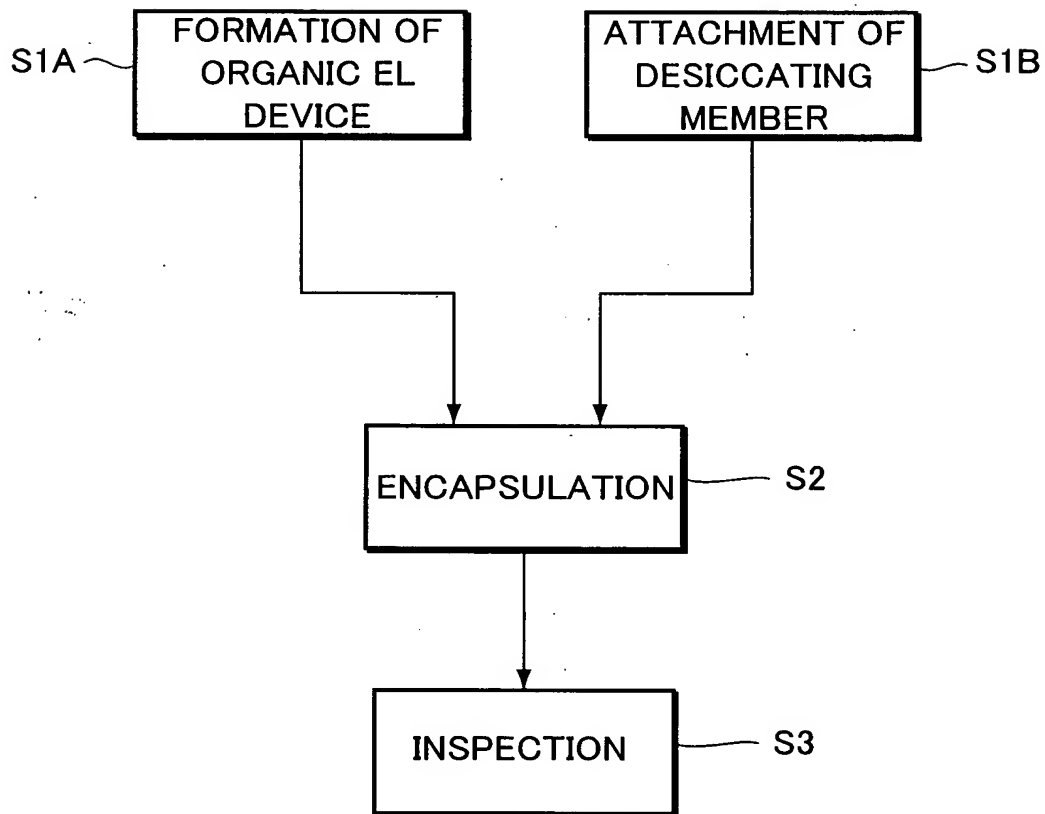 S1A
FORMATION OF
ORGANIC EL
DEVICE
ATTACHMENT OF
DESICCATING
MEMBER
S1B
ENCAPSULATION
S2
INSPECTION
S3